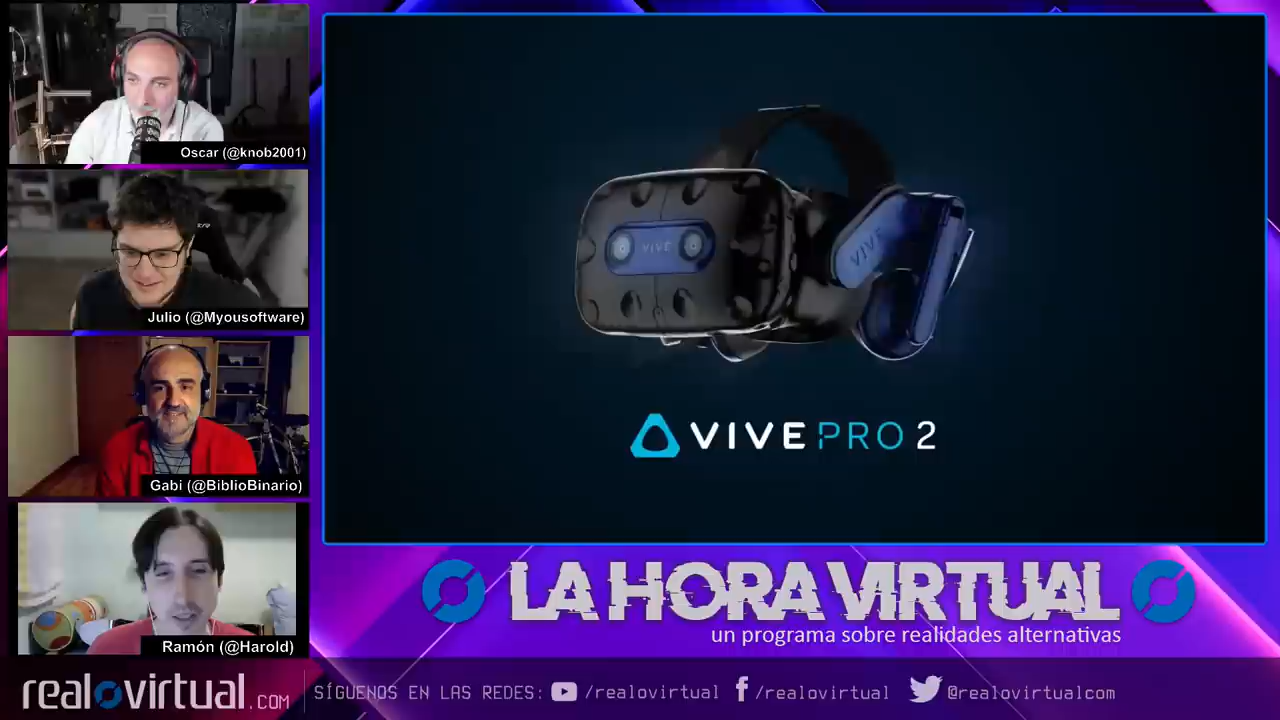 Oscar (@knob2001)
Julio (@Myousoftware)
Gabi (@BiblioBinario)
Ramón (@Harold)
VIVE
VIVE
VIVE PRO 2
LA HORA VIRTUAL
un programa sobre realidades alternativas
realovirtual.com
SÍGUENOS EN LAS REDES: /realovirtual /realovirtual @realovirtualcom